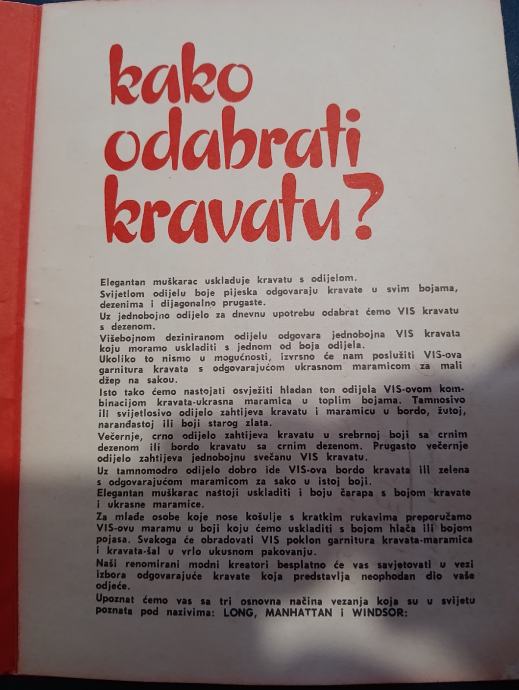 kako
odabrati
kravatu?
Elegantan muškarac usklađuje kravatu s odijelom.
Svijetlom odijelu boje pijeska odgovaraju kravate u svim bojama,
dezenima i dijagonalno prugaste.
Uz jednobojno odijelo za dnevnu upotrebu odabrat ćemo VIS kravatu
s dezenom.
Višebojnom deziniranom odijelu odgovara jednobojna VIS kravata
koju moramo uskladiti s jednom od boja odijela.
Ukoliko to nismo u mogućnosti, izvrsno će nam poslužiti VIS-ova
garnitura kravata s odgovarajućom ukrasnom maramicom za mali
džep na sakou.
Isto tako ćemo nastojati osvježiti hladan ton odijela VIS-ovom kom-
binacijom kravata-ukrasna maramica u toplim bojama. Tamnosivo
ili svijetlosivo odijelo zahtijeva kravatu i maramicu u bordo, žutoj,
narandastoj ili boji starog zlata.
Večernje, crno odijelo zahtijeva kravatu u srebrnoj boji sa crnim
dezenom ili bordo kravatu sa crnim dezenom. Prugasto večernje
odijelo zahtijeva jednobojnu svečanu VIS kravatu.
Uz tamnomodro odijelo dobro ide VIS-ova bordo kravata ili zelena
s odgovarajućom maramicom za sako u istoj boji.
Elegantan muškarac nastoji uskladiti i boju čarapa s bojom kravate
i ukrasne maramice.
Za mlađe osobe koje nose košulje s kratkim rukavima preporučamo
VIS-ovu maramu u boji koju ćemo uskladiti s bojom hlača ili bojom
pojasa. Svakoga će obradovati VIS poklon garnitura kravata-maramica
i kravata-šal u vrlo ukusnom pakovanju.
Naši renomirani modni kreatori besplatno će vas savjetovati u vezi
izbora odgovarajuće kravate koja predstavlja neophodan dio vaše
odjeće.
Upoznat ćemo vas sa tri osnovna načina vezanja koja su u svijetu
poznata pod nazivima: LONG, MANHATTAN i WINDSOR: